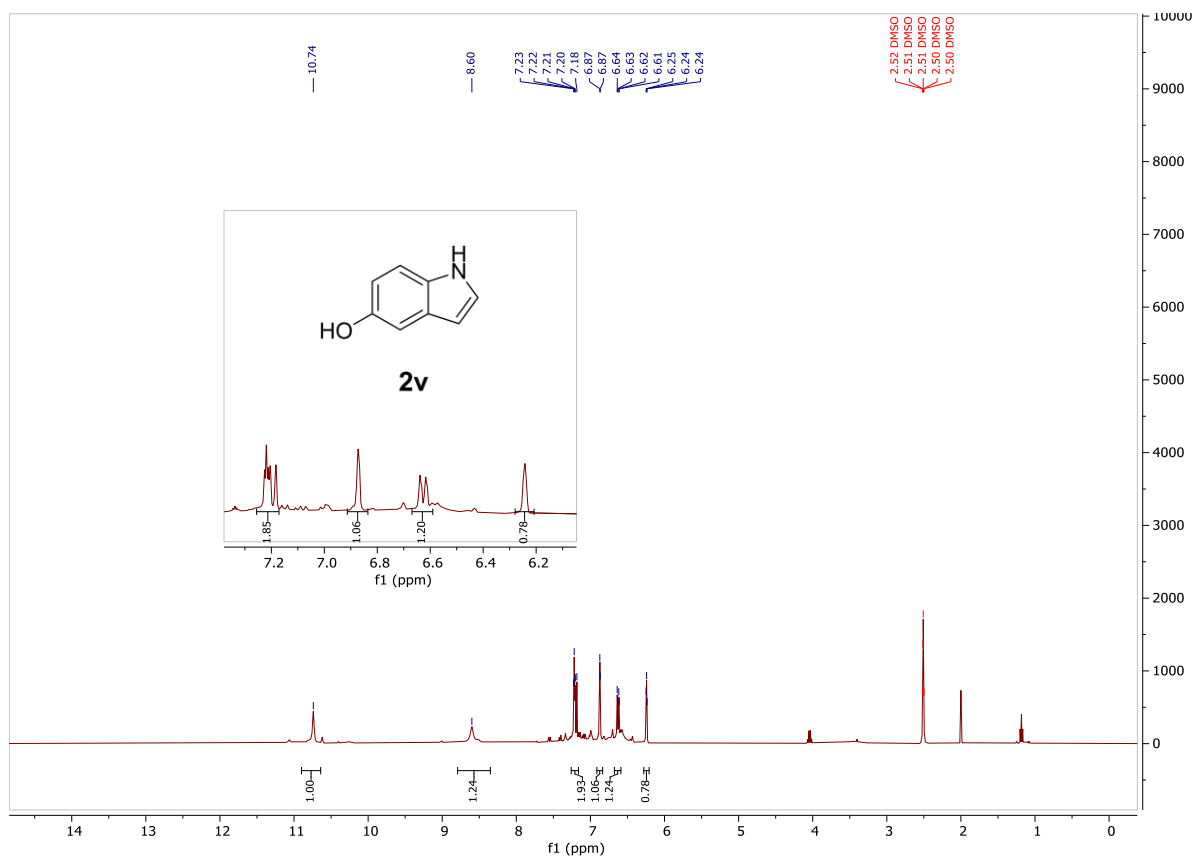 10.74
8.60
7.23
7.22
7.21
7.20
7.18
6.87
6.87
6.64
6.63
6.62
6.61
6.25
6.24
6.24
2.52 DMSO
2.51 DMSO
2.51 DMSO
2.50 DMSO
2.50 DMSO
10000
9000
8000
7000
6000
5000
4000
3000
2000
1000
0
H
N
HO
2v
1.85
1.06
1.20
0.78
7.2 7.0 6.8 6.6 6.4 6.2
f1 (ppm)
1.00
1.24
1.93
1.06
1.24
0.78
14 13 12 11 10 9 8 7 6 5 4 3 2 1 0
f1 (ppm)